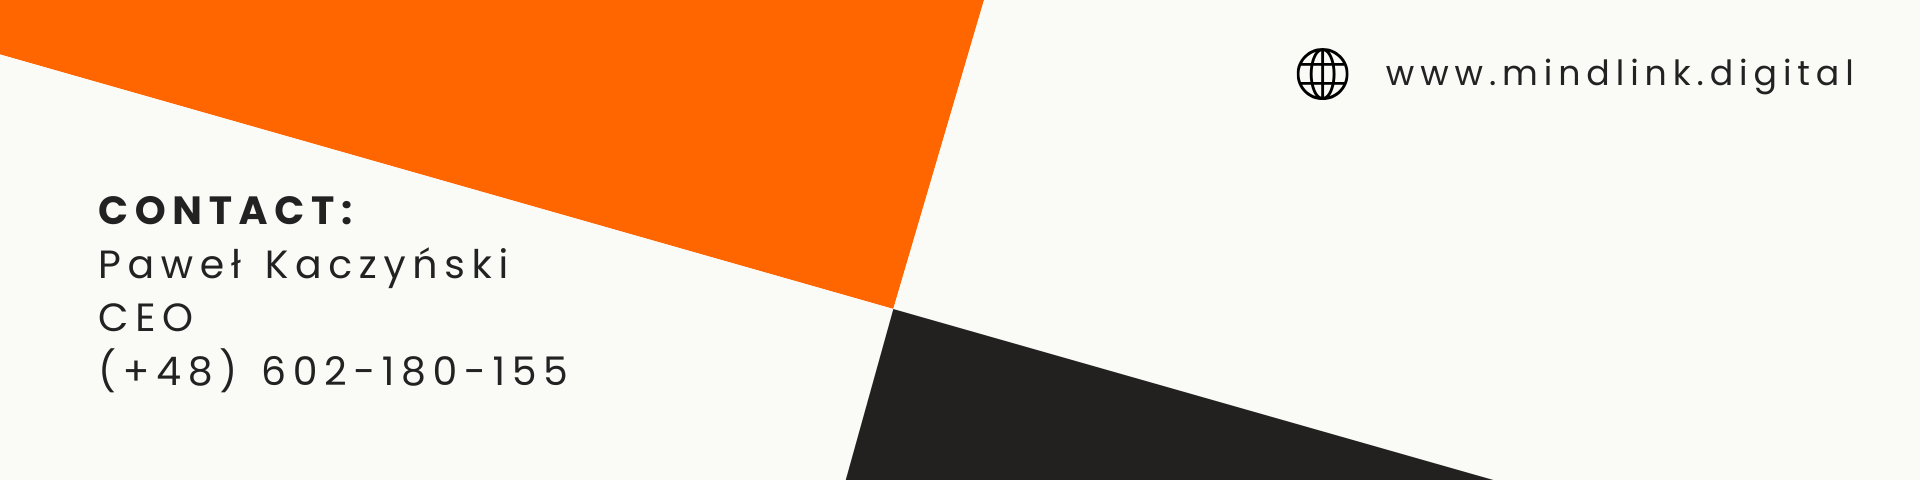 www.mindlink.digital
CONTACT:
Paweł Kaczyński
CEO
(+48) 602-180-155